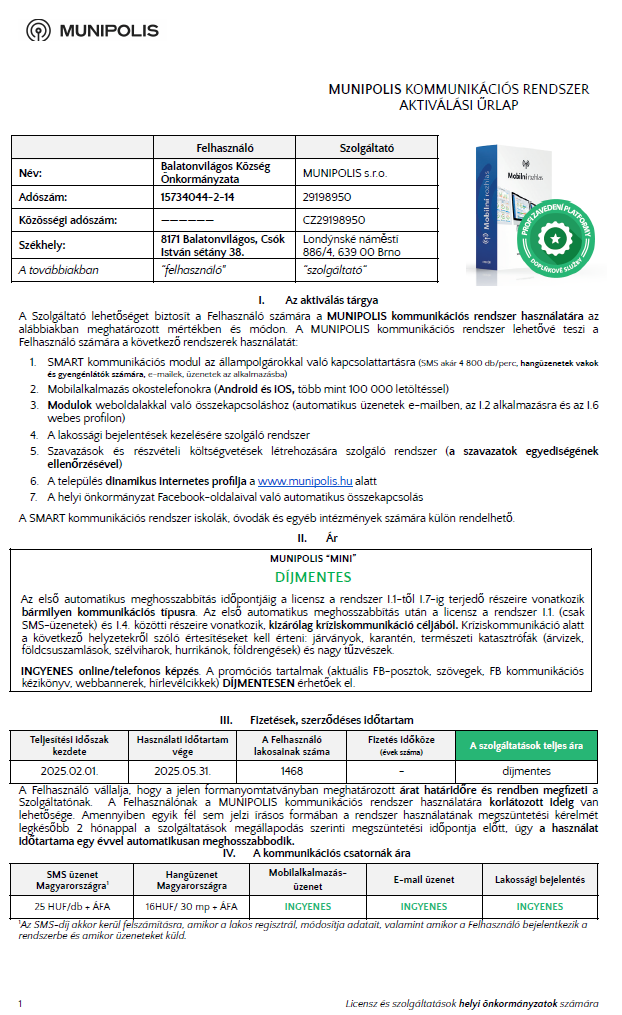 MUNIPOLIS
MUNIPOLIS KOMMUNIKÁCIÓS RENDSZER
AKTIVÁLÁSI ŰRLAP
Felhasználó Szolgáltató
Név: Balatonvilágos Község Önkormányzata MUNIPOLIS s.r.o.
Adószám: 15734044-2-14 29198950
Közösségi adószám: —————— CZ29198950
Székhely: 8171 Balatonvilágos, Csók István sétány 38. Londýnské náměstí 886/4, 639 00 Brno
A továbbiakban "felhasználó" "szolgáltató"
Mobilní rozhlas
Mobilní rozhlas
PROFI ZAVEDENÍ PLATFORMY
DOPLŇKOVÉ SLUŽBY
I. Az aktiválás tárgya
A Szolgáltató lehetőséget biztosít a Felhasználó számára a MUNIPOLIS kommunikációs rendszer használatára az
alábbiakban meghatározott mértékben és módon. A MUNIPOLIS kommunikációs rendszer lehetővé teszi a
Felhasználó számára a következő rendszerek használatát:
1. SMART kommunikációs modul az állampolgárokkal való kapcsolattartásra (SMS akár 4 800 db/perc, hangüzenetek vakok
és gyengénlátók számára, e-mailek, üzenetek az alkalmazásba)
2. Mobilalkalmazás okostelefonokra (Android és iOS, több mint 100 000 letöltéssel)
3. Modulok weboldalakkal való összekapcsoláshoz (automatikus üzenetek e-mailben, az I.2 alkalmazásra és az I.6
webes profilon)
4. A lakossági bejelentések kezelésére szolgáló rendszer
5. Szavazások és részvételi költségvetések létrehozására szolgáló rendszer (a szavazatok egyediségének
ellenőrzésével)
6. A település dinamikus internetes profilja a www.munipolis.hu alatt
7. A helyi önkormányzat Facebook-oldalaival való automatikus összekapcsolás
A SMART kommunikációs rendszer iskolák, óvodák és egyéb intézmények számára külön rendelhető.
II. Ár
MUNIPOLIS “MINI”
DÍJMENTES
Az első automatikus meghosszabbítás időpontjáig a licensz a rendszer I.1-től I.7-ig terjedő részeire vonatkozik
bármilyen kommunikációs típusra. Az első automatikus meghosszabbítás után a licensz a rendszer I.1. (csak
SMS-üzenetek) és I.4. közötti részeire vonatkozik, kizárólag kríziskommunikáció céljából. Kríziskommunikáció alatt
a következő helyzetekről szóló értesítéseket kell érteni: járványok, karantén, természeti katasztrófák (árvizek,
földcsuszamlások, szélviharok, hurrikánok, földrengések) és nagy tűzvészek.
INGYENES online/telefonos képzés. A promóciós tartalmak (aktuális FB-posztok, szövegek, FB kommunikációs
kézikönyv, webbannerek, hírlevélcikkek) DÍJMENTESEN érhetőek el.
III. Fizetések, szerződéses időtartam
Teljesítési időszak kezdete Használati időtartam vége A Felhasználó lakosainak száma Fizetés időköze (évek száma) A szolgáltatások teljes ára
2025.02.01. 2025.05.31. 1468 – díjmentes
A Felhasználó vállalja, hogy a jelen formanyomtatványban meghatározott árat határidőre és rendben megfizeti a
Szolgáltatónak. A Felhasználónak a MUNIPOLIS kommunikációs rendszer használatára korlátozott ideig van
lehetősége. Amennyiben egyik fél sem jelzi írásos formában a rendszer használatának megszüntetési kérelmét
legkésőbb 2 hónappal a szolgáltatások megállapodás szerinti megszüntetési időpontja előtt, úgy a használat
időtartama egy évvel automatikusan meghosszabbodik.
IV. A kommunikációs csatornák ára
SMS üzenet Magyarországra¹ Hangüzenet Magyarországra Mobilalkalmazás-üzenet E-mail üzenet Lakossági bejelentés
25 HUF/db + ÁFA 16HUF/ 30 mp + ÁFA INGYENES INGYENES INGYENES
¹Az SMS-díj akkor kerül felszámításra, amikor a lakos regisztrál, módosítja adatait, valamint amikor a Felhasználó bejelentkezik a
rendszerbe és amikor üzeneteket küld.
1 Licensz és szolgáltatások helyi önkormányzatok számára